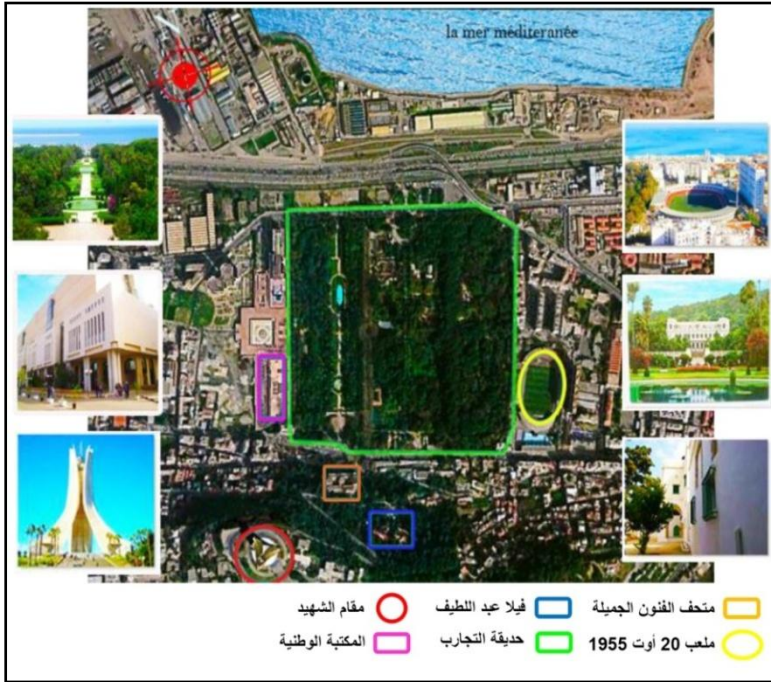 la mer méditeranée
متحف الفنون الجميلة
فيلا عبد اللطيف
مقام الشهيد
ملعب 20 أوت 1955
حديقة التجارب
المكتبة الوطنية